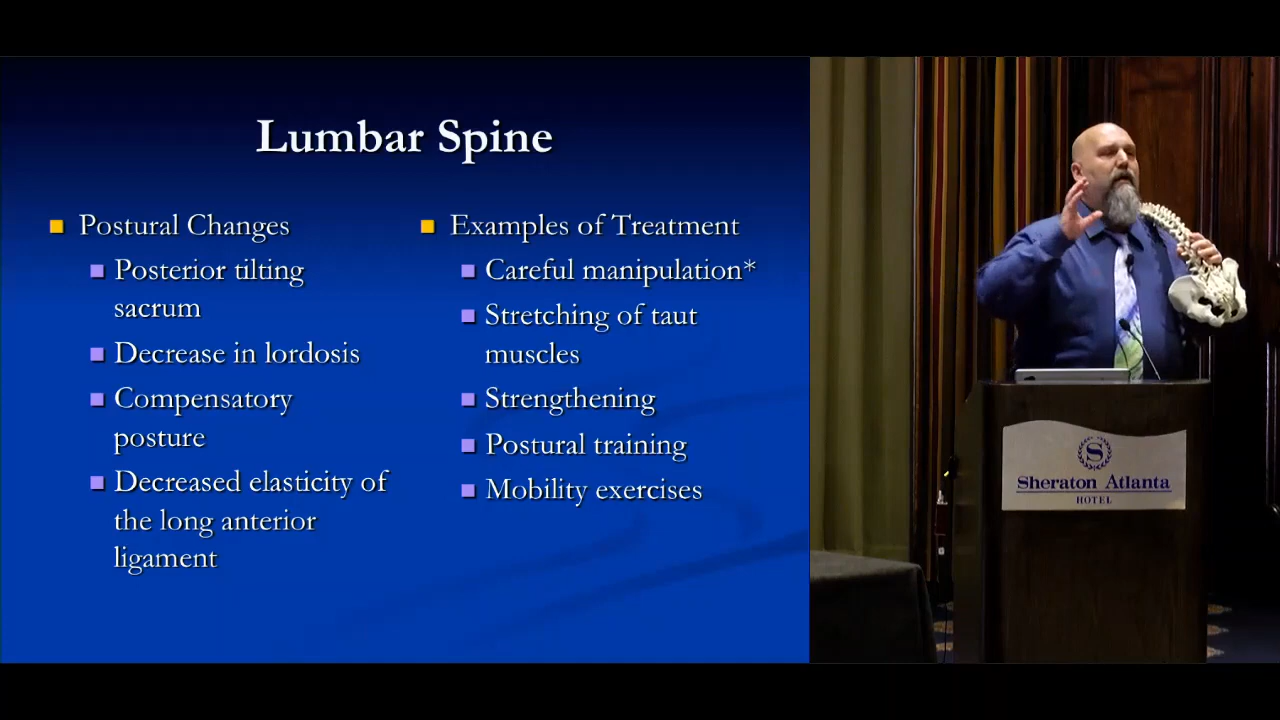 Lumbar Spine
Postural Changes
Posterior tilting
sacrum
Decrease in lordosis
Compensatory
posture
Decreased elasticity of
the long anterior
ligament
Examples of Treatment
Careful manipulation*
Stretching of taut
muscles
Strengthening
Postural training
Mobility exercises
S
Sheraton Atlanta
HOTEL